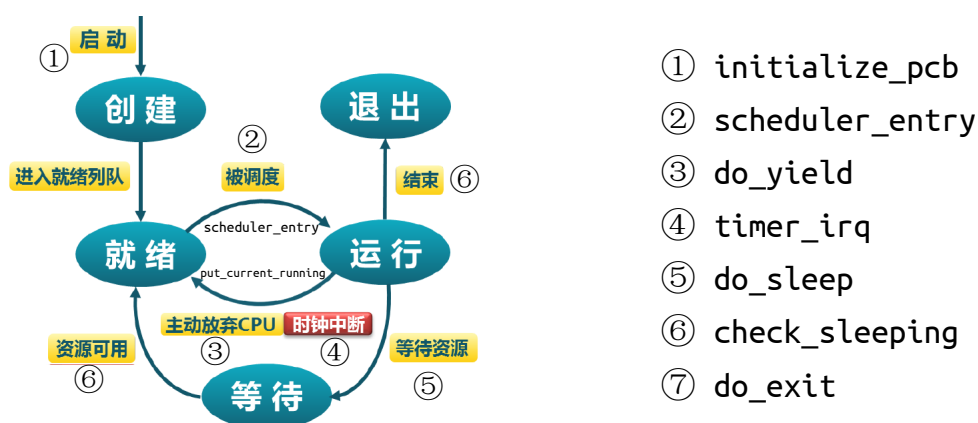 ① 启动
创建
退出
②
进入就绪列队
被调度
结束 ⑥
scheduler_entry
就绪
运行
put_current_running
主动放弃CPU 时钟中断
③ ④
资源可用
⑥
等待资源
⑤
等待
① initialize_pcb
② scheduler_entry
③ do_yield
④ timer_irq
⑤ do_sleep
⑥ check_sleeping
⑦ do_exit